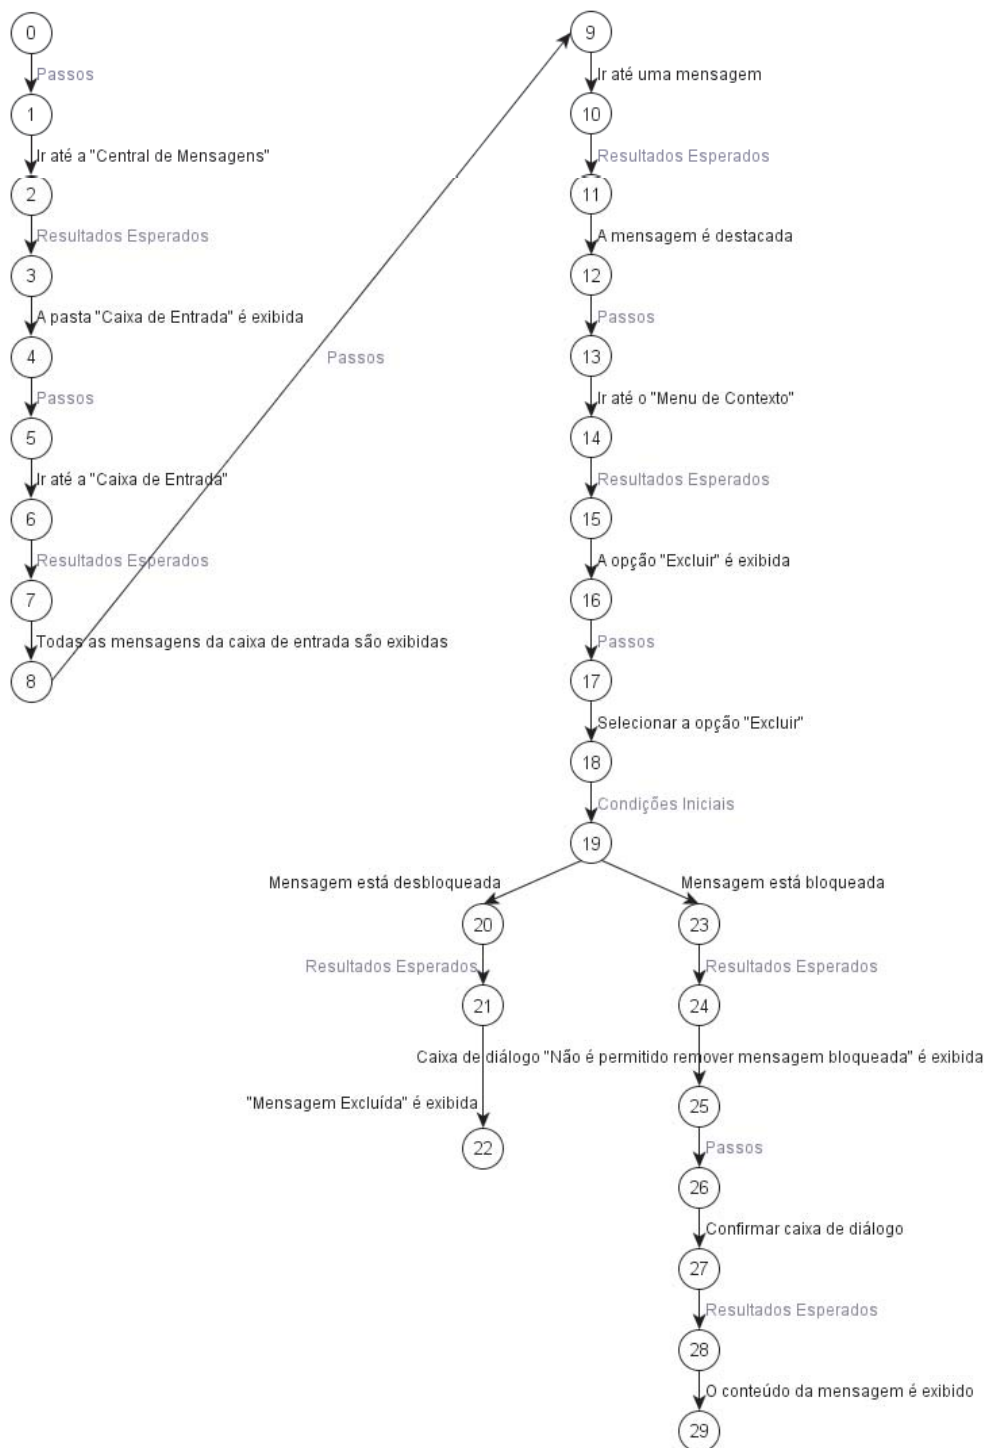 0
Passos
1
Ir até a "Central de Mensagens"
2
Resultados Esperados
3
A pasta "Caixa de Entrada" é exibida
4
Passos
5
Ir até a "Caixa de Entrada"
6
Resultados Esperados
7
Todas as mensagens da caixa de entrada são exibidas
8
Passos
9
Ir até uma mensagem
10
Resultados Esperados
11
A mensagem é destacada
12
Passos
13
Ir até o "Menu de Contexto"
14
Resultados Esperados
15
A opção "Excluir" é exibida
16
Passos
17
Selecionar a opção "Excluir"
18
Condições Iniciais
19
Mensagem está desbloqueada
20
Resultados Esperados
21
"Mensagem Excluída" é exibida
22
Mensagem está bloqueada
23
Resultados Esperados
24
Caixa de diálogo "Não é permitido remover mensagem bloqueada" é exibida
25
Passos
26
Confirmar caixa de diálogo
27
Resultados Esperados
28
O conteúdo da mensagem é exibido
29